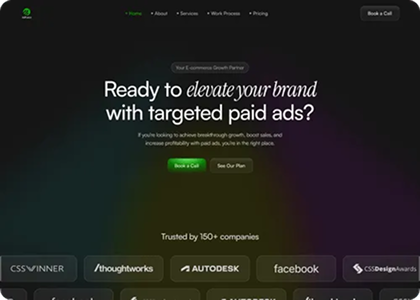 Home
About
Services
Work Process
Pricing
Book a Call
Your E-commerce Growth Partner
Ready to elevate your brand
with targeted paid ads?
If you're looking to achieve breakthrough growth, boost sales, and
increase profitability with paid ads, you're in the right place.
Book a Call
See Our Plan
Trusted by 150+ companies
CSSWINNER
/thoughtworks
AUTODESK
facebook
CSSDesignAwards